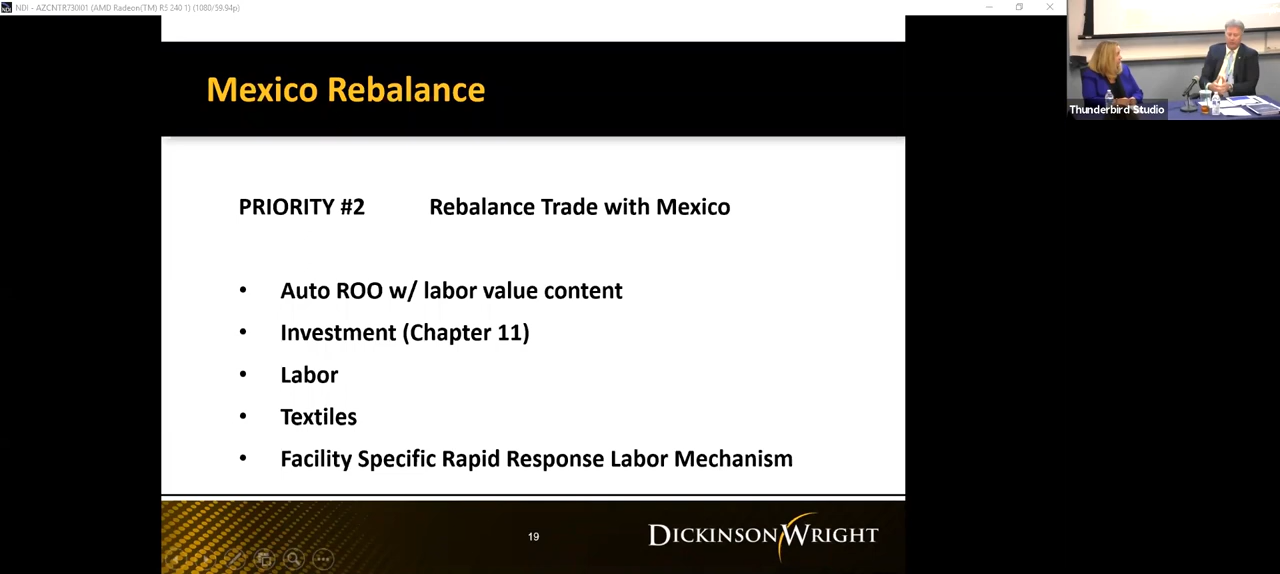 NDI - AZCNTR730I01 (AMD Radeon(TM) R5 240 1) (1080/59.94p)
Thunderbird Studio
Mexico Rebalance
PRIORITY #2 Rebalance Trade with Mexico
• Auto ROO w/ labor value content
• Investment (Chapter 11)
• Labor
• Textiles
• Facility Specific Rapid Response Labor Mechanism
19
DICKINSON WRIGHT